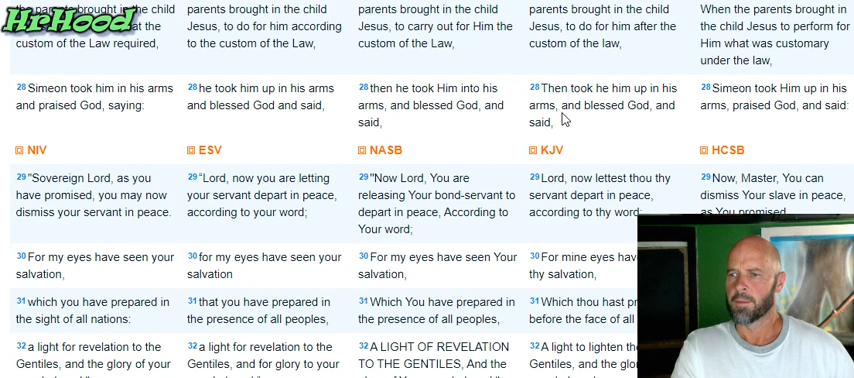 HrHood
the parents brought in the child
at the
custom of the Law required,
parents brought in the child
Jesus, to do for him according
to the custom of the Law,
parents brought in the child
Jesus, to carry out for Him the
custom of the Law,
parents brought in the child
Jesus, to do for him after the
custom of the law,
When the parents brought in
the child Jesus to perform for
Him what was customary
under the law,
28 Simeon took him in his arms
and praised God, saying:
28 he took him up in his arms
and blessed God and said,
28 then he took Him into his
arms, and blessed God, and
said,
28 Then took he him up in his
arms, and blessed God, and
said,
28 Simeon took Him up in his
arms, praised God, and said:
NIV
ESV
NASB
KJV
HCSB
29 "Sovereign Lord, as you
have promised, you may now
dismiss your servant in peace.
29 “Lord, now you are letting
your servant depart in peace,
according to your word;
29 "Now Lord, You are
releasing Your bond-servant to
depart in peace, According to
Your word;
29 Lord, now lettest thou thy
servant depart in peace,
according to thy word:
29 Now, Master, You can
dismiss Your slave in peace,
as You promised.
30 For my eyes have seen your
salvation,
30 for my eyes have seen your
salvation
30 For my eyes have seen Your
salvation,
30 For mine eyes have
thy salvation,
31 which you have prepared in
the sight of all nations:
31 that you have prepared in
the presence of all peoples,
31 Which You have prepared in
the presence of all peoples,
31 Which thou hast
before the face of all
32 a light for revelation to the
Gentiles, and the glory of your
32 a light for revelation to the
Gentiles, and for glory to your
32 A LIGHT OF REVELATION
TO THE GENTILES, And the
32 A light to lighten the
Gentiles, and the